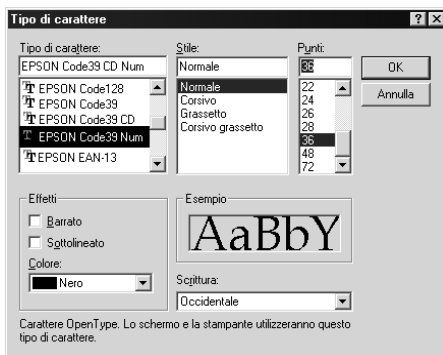 Tipo di carattere
Tipo di carattere:
EPSON Code39 CD Num
EPSON Code128
EPSON Code39
EPSON Code39 CD
EPSON Code39 Num
EPSON EAN-13
Stile:
Normale
Normale
Corsivo
Grassetto
Corsivo grassetto
Punti:
36
22
24
26
28
36
48
72
OK
Annulla
Effetti
Barrato
Sottolineato
Colore:
Nero
Esempio
AaBbY
Scrittura:
Occidentale
Carattere OpenType. Lo schermo e la stampante utilizzeranno questo
tipo di carattere.